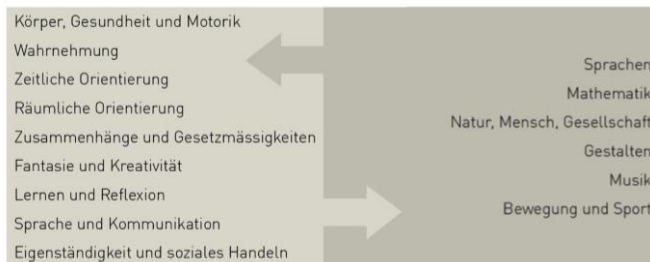 Körper, Gesundheit und Motorik
Wahrnehmung
Zeitliche Orientierung
Räumliche Orientierung
Zusammenhänge und Gesetzmässigkeiten
Fantasie und Kreativität
Lernen und Reflexion
Sprache und Kommunikation
Eigenständigkeit und soziales Handeln
Sprachen
Mathematik
Natur, Mensch, Gesellschaft
Gestalten
Musik
Bewegung und Sport